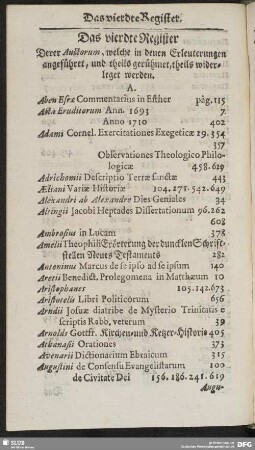 Das vierdte Register.
Das vierdte Register
Derer Auctorum, welche in denen Erleuterungen
angeführet, und theils gerühmet, theils wider-
leget werden.
A.
Aben Esra Commentarius in Esther pag. 115
Acta Eruditorum Ann. 1693 7
Anno 1710 402
Adami Cornel. Exercitationes Exegeticæ 29. 354
357
Observationes Theologico Philo-
logicæ 458. 629
Adrichomii Descriptio Terræ sanctæ 443
Æliani Variæ Historiæ 104. 271. 542. 649
Alexandri ab Alexandro Dies Geniales 34
Altingii Jacobi Heptades Dissertationum 96. 262
608
Ambrosius in Lucam 378
Amelii Theophili Erörterung der duncklen Schrifft-
stellen Neues Testaments 282
Antoninus Marcus de se ipso ad se ipsum 140
Aretii Benedict. Prolegomena in Matthæum 10
Aristophanes 105. 142. 673
Aristotelis Libri Politicorum 656
Arndii Josuæ diatribe de Mysterio Trinitatis e
scriptis Rabb. veterum 39
Arnolds Gottfr. Kirchen-und Ketzer-Historie 405
Athanasii Orationes 373
Avenarii Dictionarium Ebraicum 315
Augustini de Consensu Evangelistarum 100
de Civitate Dei 156. 186. 241. 639
Augu-
SLUB